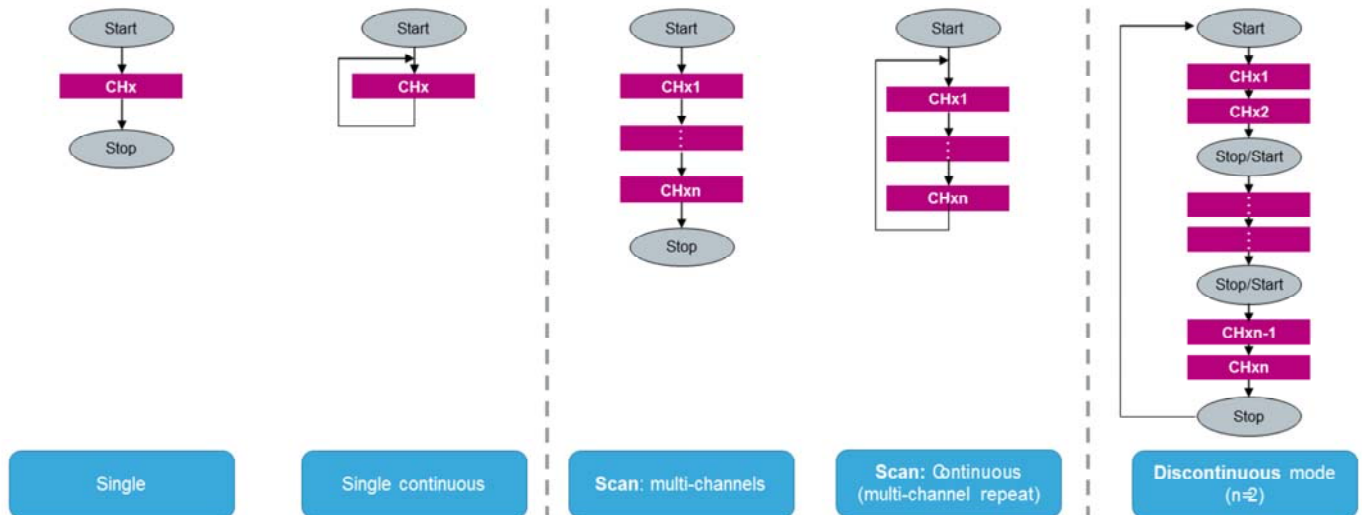 Start
CHx
Stop
Single
Start
CHx
Single continuous
Start
CHx1
CHxn
Stop
Scan: multi-channels
Start
CHx1
CHxn
Scan: Continuous
(multi-channel repeat)
Start
CHx1
CHx2
Stop/Start
Stop/Start
CHxn-1
CHxn
Stop
Discontinuous mode
(n=2)